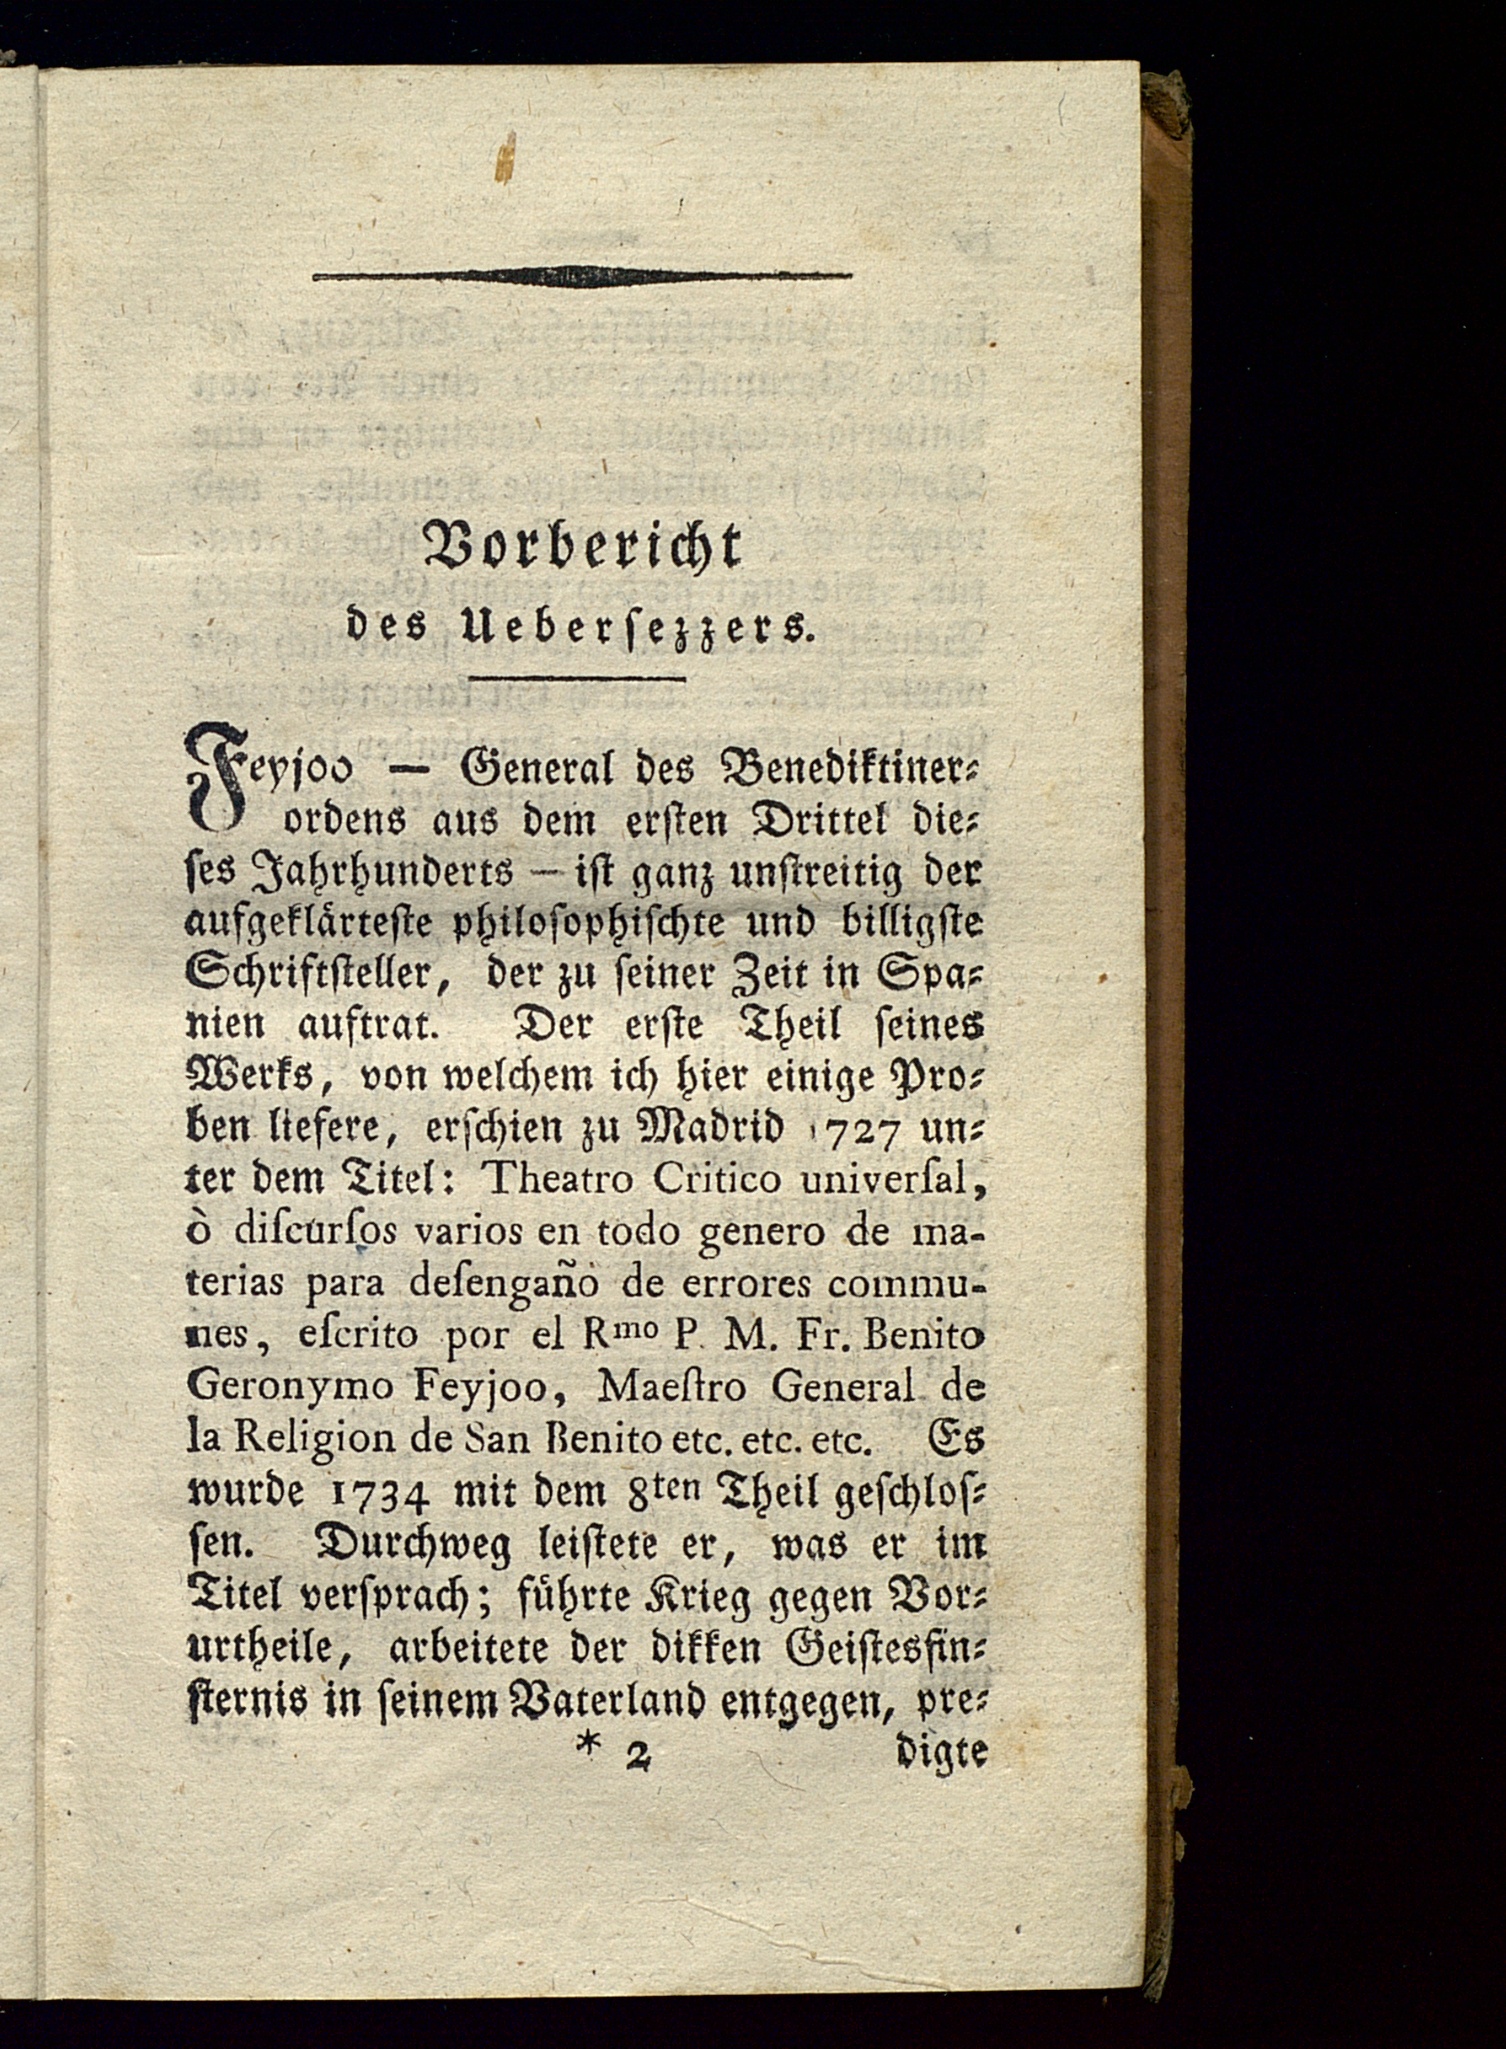 Vorbericht
des Ueberſezzers.
Feyjoo — General des Benediktiner⸗
ordens aus dem erſten Drittel die⸗
ſes Jahrhunderts — iſt ganz unſtreitig der
aufgeklärteſte philoſophiſchte und billigſte
Schriftſteller, der zu ſeiner Zeit in Spa⸗
nien auftrat. Der erſte Theil ſeines
Werks, von welchem ich hier einige Pro⸗
ben liefere, erſchien zu Madrid 1727 un⸗
ter dem Titel: Theatro Critico univerſal,
ò diſcurſos varios en todo genero de ma-
terias para deſengaño de errores commu-
nes, eſcrito por el Rmo P. M. Fr. Benito
Geronymo Feyjoo, Maeſtro General de
la Religion de San Benito etc. etc. etc. Es
wurde 1734 mit dem 8ten Theil geſchloſ⸗
ſen. Durchweg leiſtete er, was er im
Titel verſprach; führte Krieg gegen Vor⸗
urtheile, arbeitete der dikken Geiſtesfin⸗
ſternis in ſeinem Vaterland entgegen, pre⸗
* 2 digte